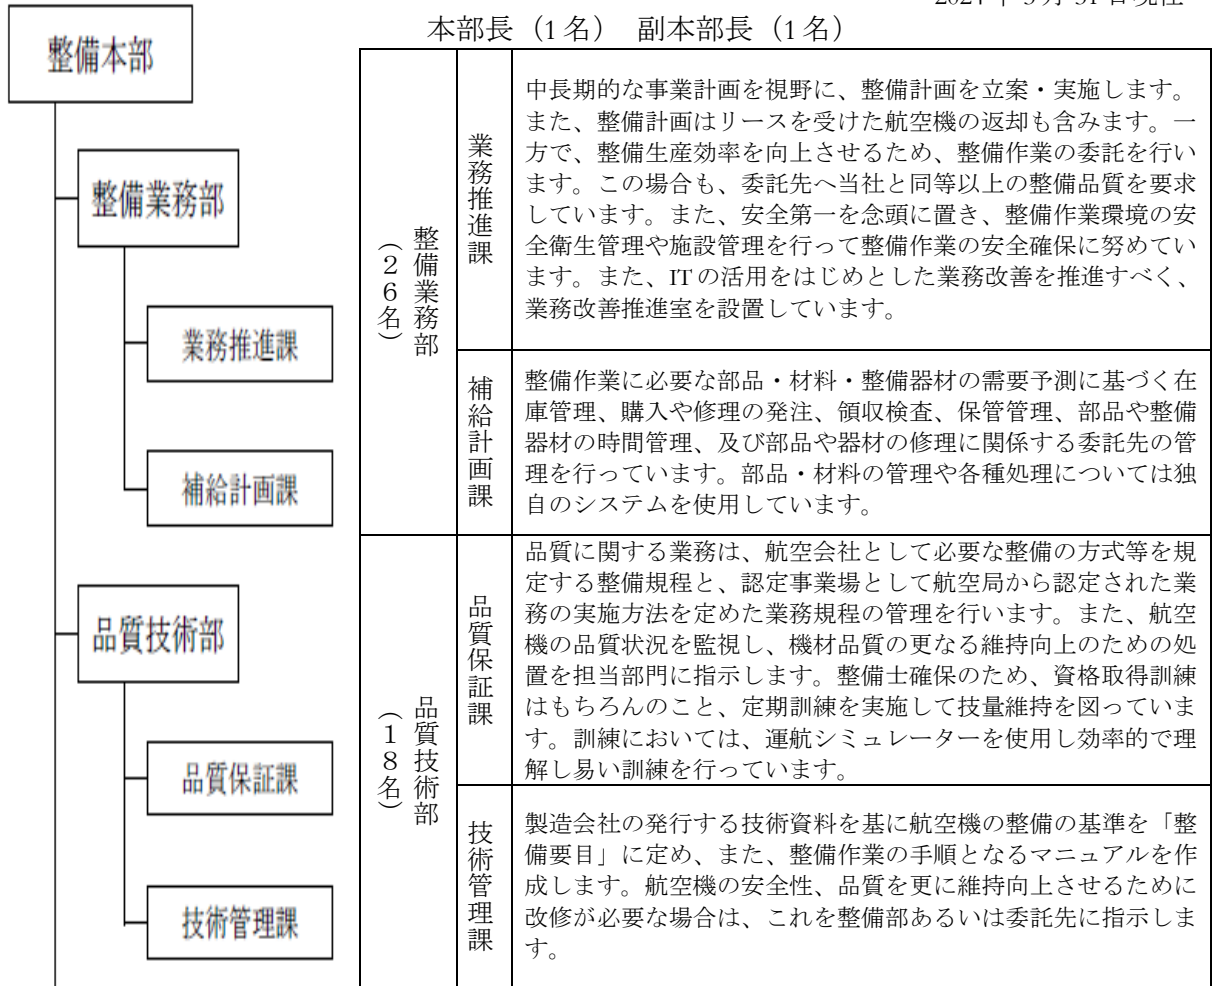 本部長（1名）　副本部長（1名）
整備本部
整備業務部
業務推進課
補給計画課
品質技術部
品質保証課
技術管理課
整備業務部
（２６名）
業務推進課
中長期的な事業計画を視野に、整備計画を立案・実施します。
また、整備計画はリースを受けた航空機の返却も含みます。一
方で、整備生産効率を向上させるため、整備作業の委託を行い
ます。この場合も、委託先へ当社と同等以上の整備品質を要求
しています。また、安全第一を念頭に置き、整備作業環境の安
全衛生管理や施設管理を行って整備作業の安全確保に努めてい
ます。また、ITの活用をはじめとした業務改善を推進すべく、
業務改善推進室を設置しています。
補給計画課
整備作業に必要な部品・材料・整備器材の需要予測に基づく在
庫管理、購入や修理の発注、領収検査、保管管理、部品や整備
器材の時間管理、及び部品や器材の修理に関係する委託先の管
理を行っています。部品・材料の管理や各種処理については独
自のシステムを使用しています。
品質技術部
（１８名）
品質保証課
品質に関する業務は、航空会社として必要な整備の方式等を規
定する整備規程と、認定事業場として航空局から認定された業
務の実施方法を定めた業務規程の管理を行います。また、航空
機の品質状況を監視し、機材品質の更なる維持向上のための処
置を担当部門に指示します。整備士確保のため、資格取得訓練
はもちろんのこと、定期訓練を実施して技量維持を図っていま
す。訓練においては、運航シミュレーターを使用し効率的で理
解し易い訓練を行っています。
技術管理課
製造会社の発行する技術資料を基に航空機の整備の基準を「整
備要目」に定め、また、整備作業の手順となるマニュアルを作
成します。航空機の安全性、品質を更に維持向上させるために
改修が必要な場合は、これを整備部あるいは委託先に指示しま
す。